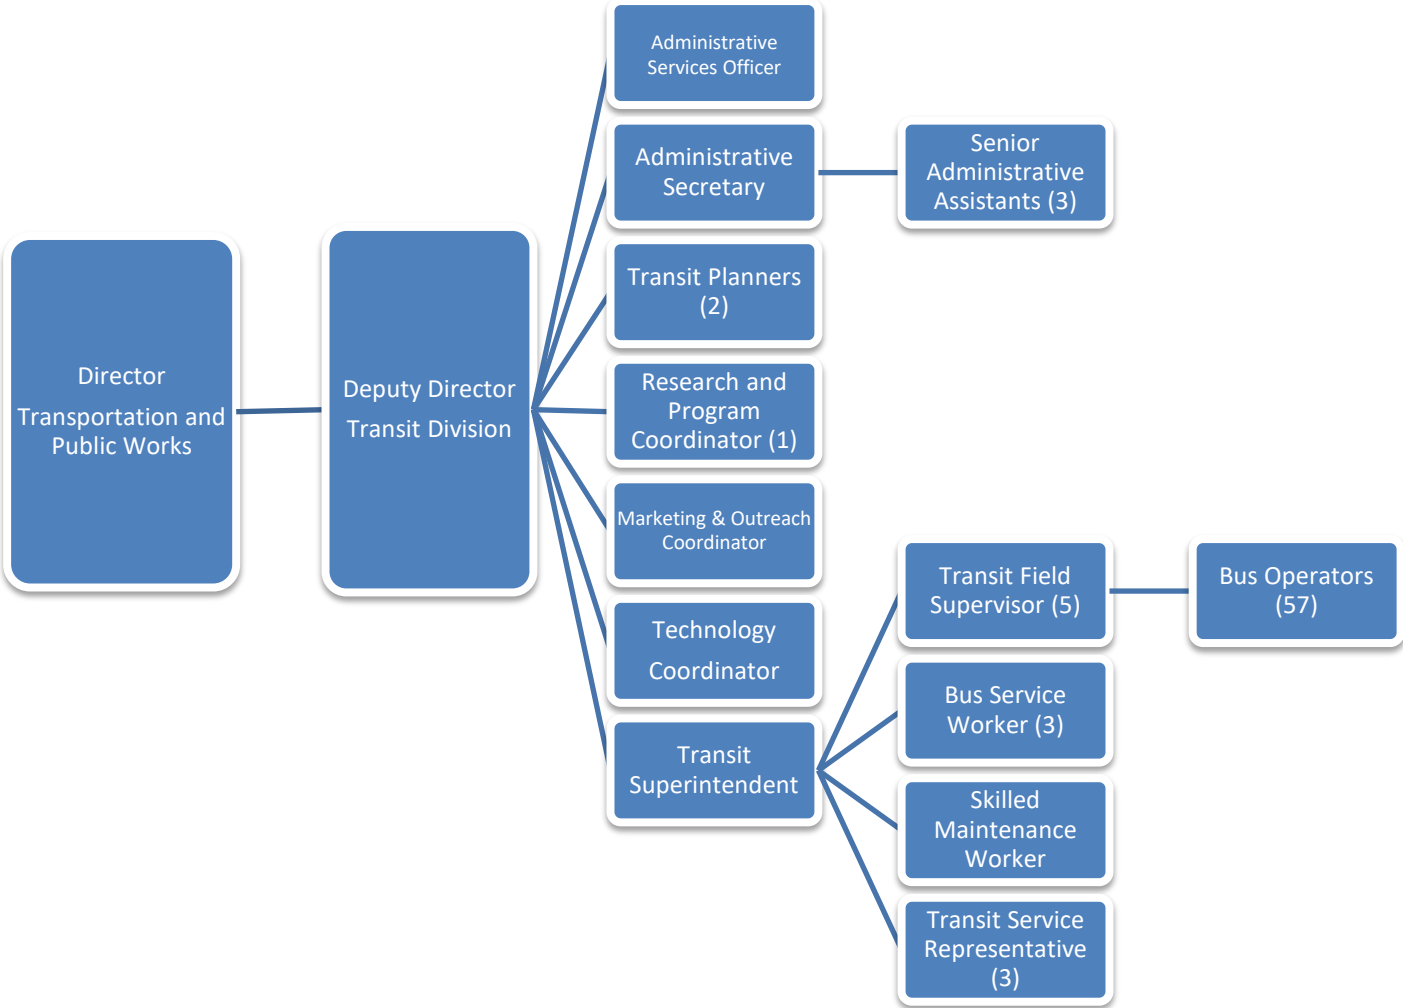 Director
Transportation and
Public Works
Deputy Director
Transit Division
Administrative
Services Officer
Administrative
Secretary
Senior
Administrative
Assistants (3)
Transit Planners
(2)
Research and
Program
Coordinator (1)
Marketing & Outreach
Coordinator
Technology
Coordinator
Transit
Superintendent
Transit Field
Supervisor (5)
Bus Operators
(57)
Bus Service
Worker (3)
Skilled
Maintenance
Worker
Transit Service
Representative
(3)